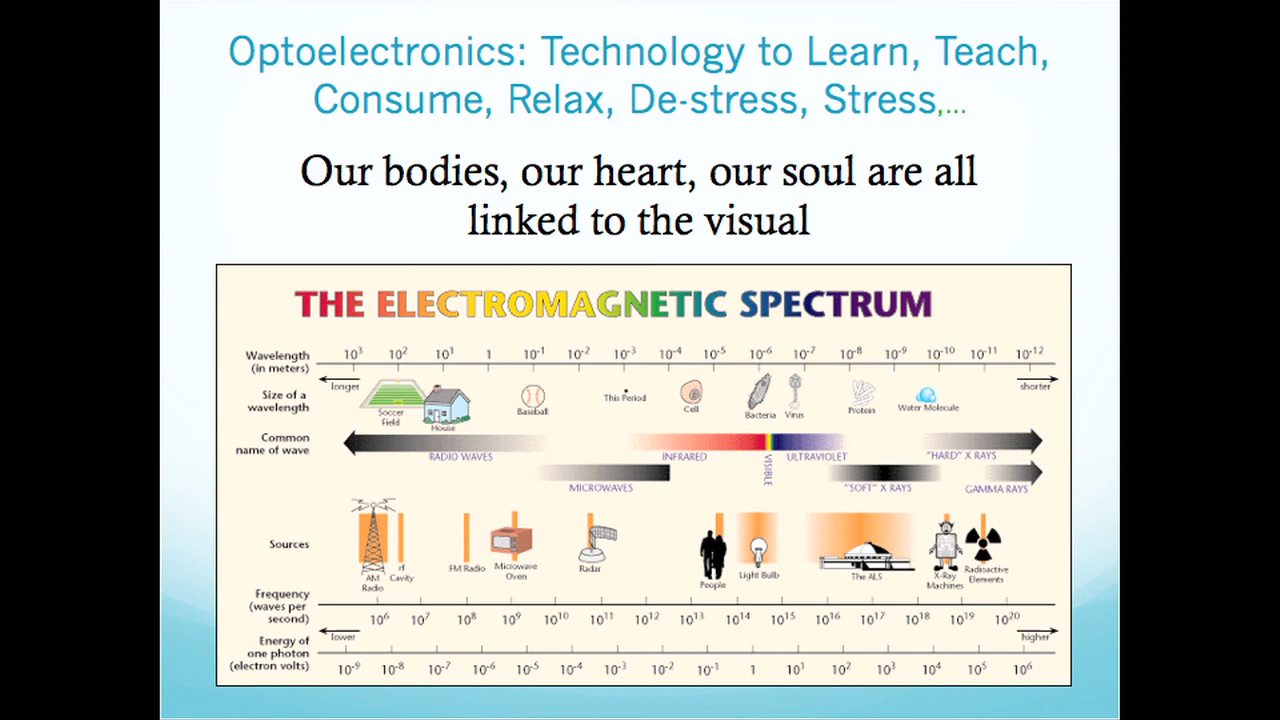 Optoelectronics: Technology to Learn, Teach,
Consume, Relax, De-stress, Stress,...
Our bodies, our heart, our soul are all
linked to the visual
THE ELECTROMAGNETIC SPECTRUM
Wavelength
(in meters)
10³ 10² 10¹ 1 10⁻¹ 10⁻² 10⁻³ 10⁻⁴ 10⁻⁵ 10⁻⁶ 10⁻⁷ 10⁻⁸ 10⁻⁹ 10⁻¹⁰ 10⁻¹¹ 10⁻¹²
longer shorter
Size of a
wavelength
Soccer
Field
House
Baseball
This Period
Cell
Bacteria
Virus
Protein
Water Molecule
Common
name of wave
RADIO WAVES
INFRARED
VISIBLE
ULTRAVIOLET
"HARD" X RAYS
MICROWAVES
"SOFT" X RAYS
GAMMA RAYS
Sources
AM
Radio
rf
Cavity
FM Radio
Microwave
Oven
Radar
People
Light Bulb
The ALS
X-Ray
Machines
Radioactive
Elements
Frequency
(waves per
second)
10⁶ 10⁷ 10⁸ 10⁹ 10¹⁰ 10¹¹ 10¹² 10¹³ 10¹⁴ 10¹⁵ 10¹⁶ 10¹⁷ 10¹⁸ 10¹⁹ 10²⁰
lower higher
Energy of
one photon
(electron volts)
10⁻⁹ 10⁻⁸ 10⁻⁷ 10⁻⁶ 10⁻⁵ 10⁻⁴ 10⁻³ 10⁻² 10⁻¹ 1 10¹ 10² 10³ 10⁴ 10⁵ 10⁶